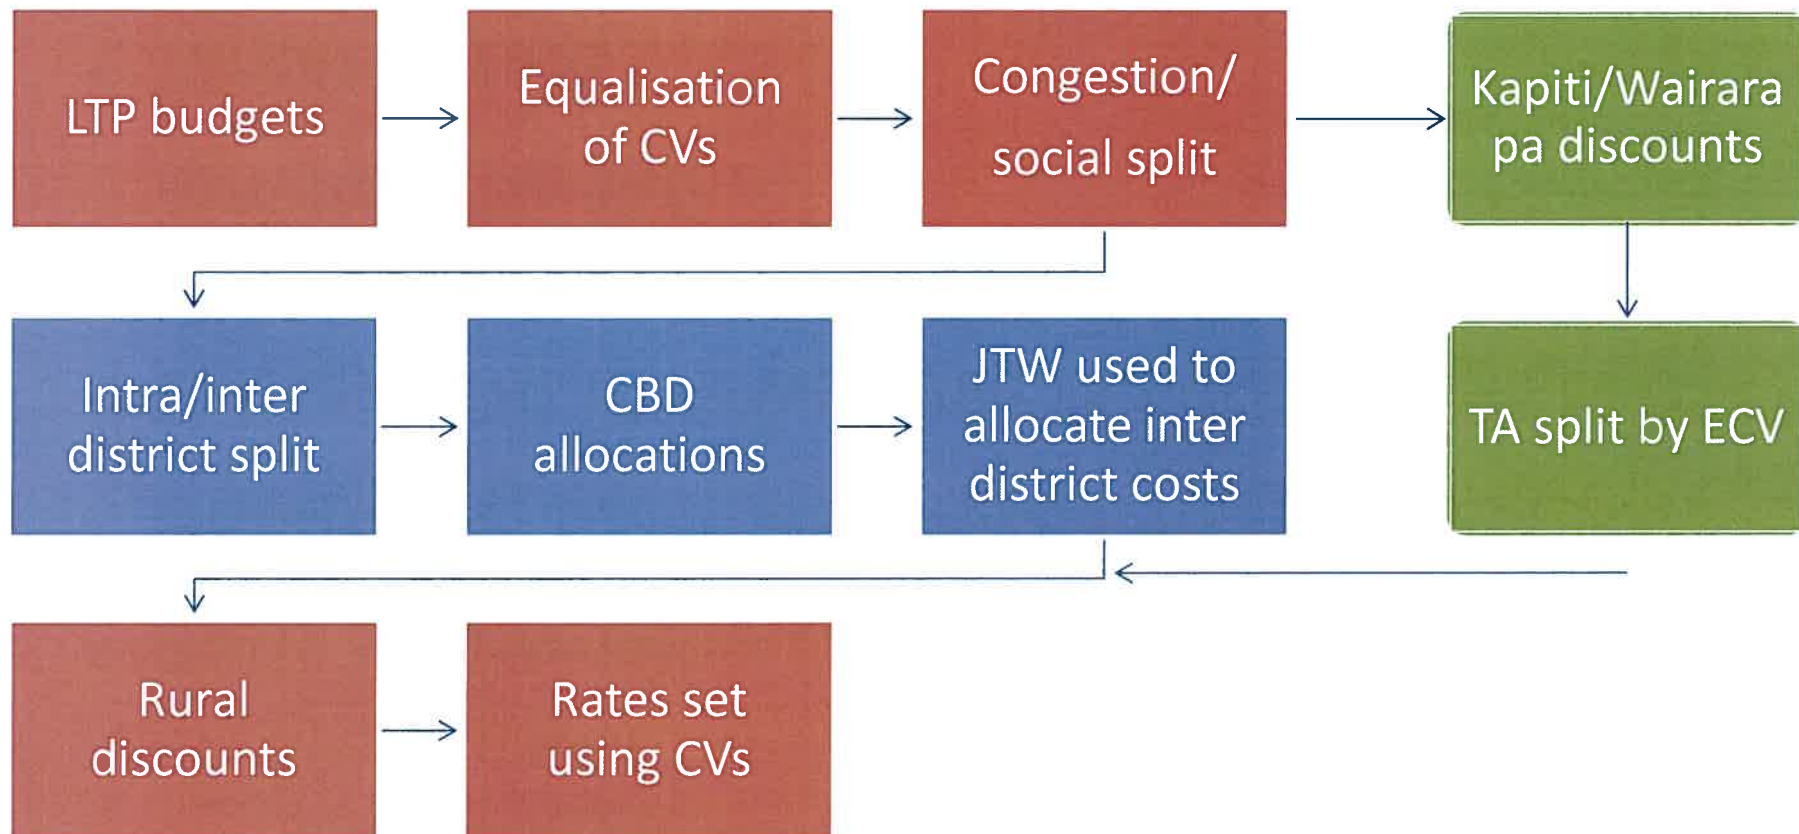 LTP budgets
Equalisation
of CVs
Congestion/
social split
Kapiti/Wairara
pa discounts
Intra/inter
district split
CBD
allocations
JTW used to
allocate inter
district costs
TA split by ECV
Rural
discounts
Rates set
using CVs